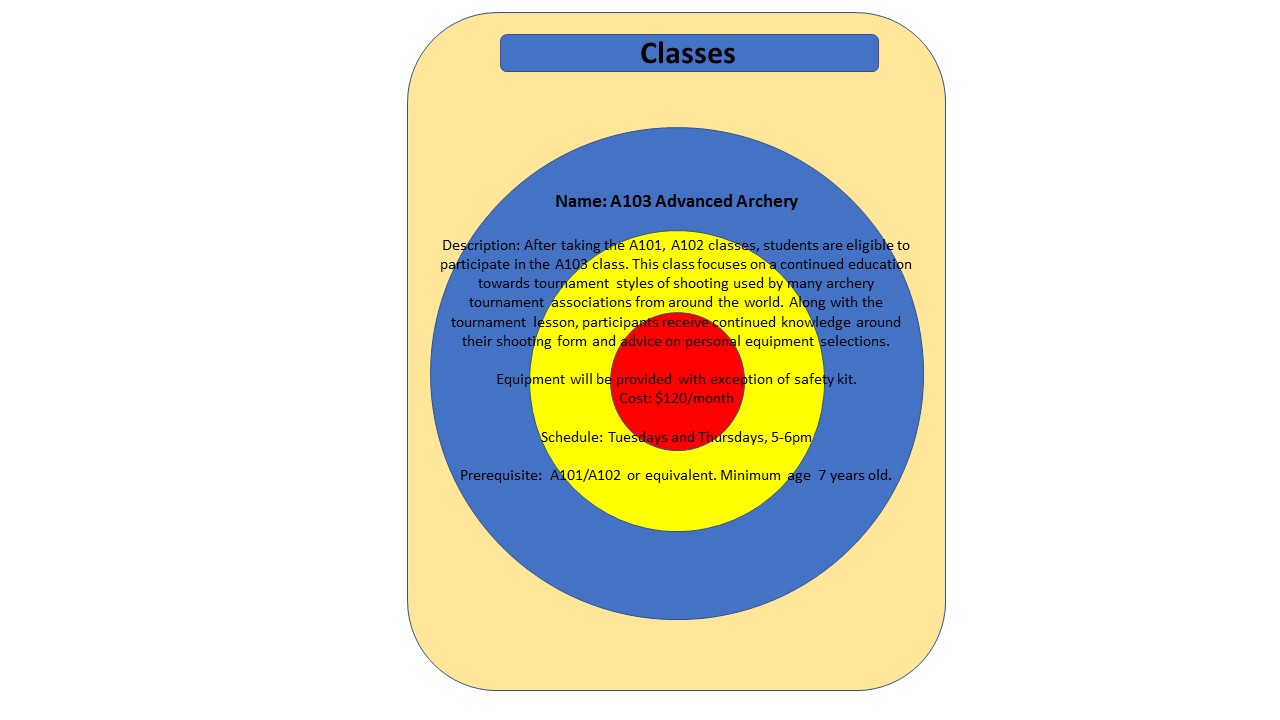 Classes
Name: A103 Advanced Archery
Description: After taking the A101, A102 classes, students are eligible to
participate in the A103 class. This class focuses on a continued education
towards tournament styles of shooting used by many archery
tournament associations from around the world. Along with the
tournament lesson, participants receive continued knowledge around
their shooting form and advice on personal equipment selections.
Equipment will be provided with exception of safety kit.
Cost: $120/month
Schedule: Tuesdays and Thursdays, 5-6pm
Prerequisite: A101/A102 or equivalent. Minimum age 7 years old.